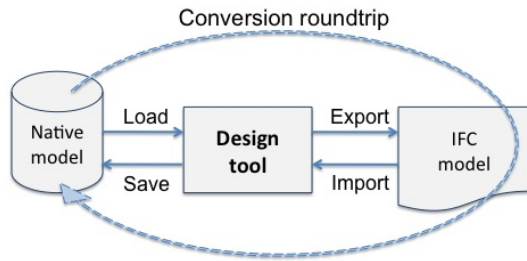 Conversion roundtrip
Native
model
Load
Save
Design
tool
Export
Import
IFC
model